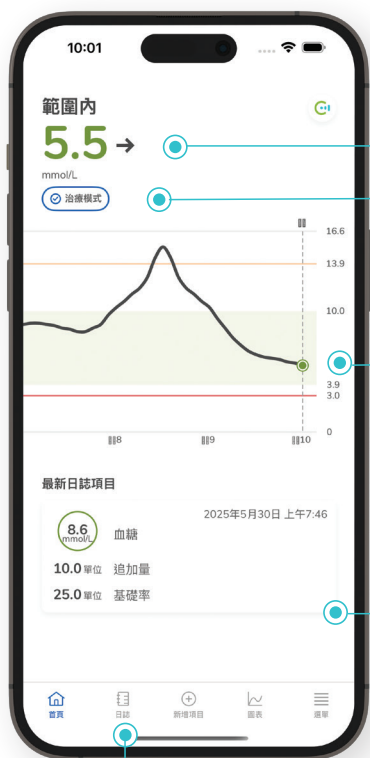 10:01
範圍內
5.5
mmol/L
治療模式
16.6
13.9
10.0
3.9
3.0
0
8
9
10
最新日誌項目
2025年5月30日 上午7:46
8.6
mmol/L
血糖
10.0 單位 追加量
25.0 單位 基礎率
首頁 日誌 新增項目 圖表 選單